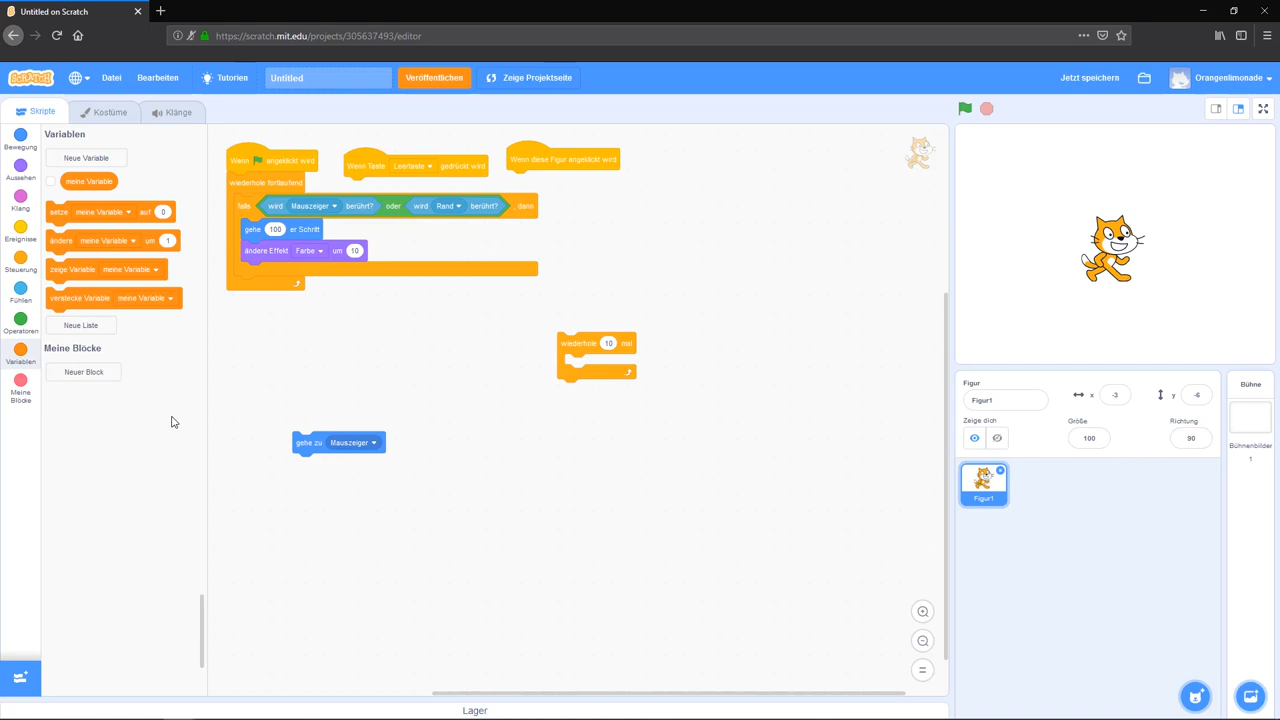 Untitled on Scratch
https://scratch.mit.edu/projects/305637493/editor
SCRATCH
Datei
Bearbeiten
Tutorien
Untitled
Veröffentlichen
Zeige Projektseite
Jetzt speichern
Orangenlimonade
Skripte
Kostüme
Klänge
Bewegung
Aussehen
Klang
Ereignisse
Steuerung
Fühlen
Operatoren
Variablen
Meine
Blöcke
Variablen
Neue Variable
meine Variable
setze meine Variable auf 0
ändere meine Variable um 1
zeige Variable meine Variable
verstecke Variable meine Variable
Neue Liste
Meine Blöcke
Neuer Block
Wenn angeklickt wird
wiederhole fortlaufend
falls wird Mauszeiger berührt? oder wird Rand berührt? , dann
gehe 100 er Schritt
ändere Effekt Farbe um 10
Wenn Taste Leertaste gedrückt wird
Wenn diese Figur angeklickt wird
wiederhole 10 mal
gehe zu Mauszeiger
Figur
Figur1
x -3
y -6
Zeige dich
Größe
100
Richtung
90
Figur1
Bühne
Bühnenbilder
1
Lager